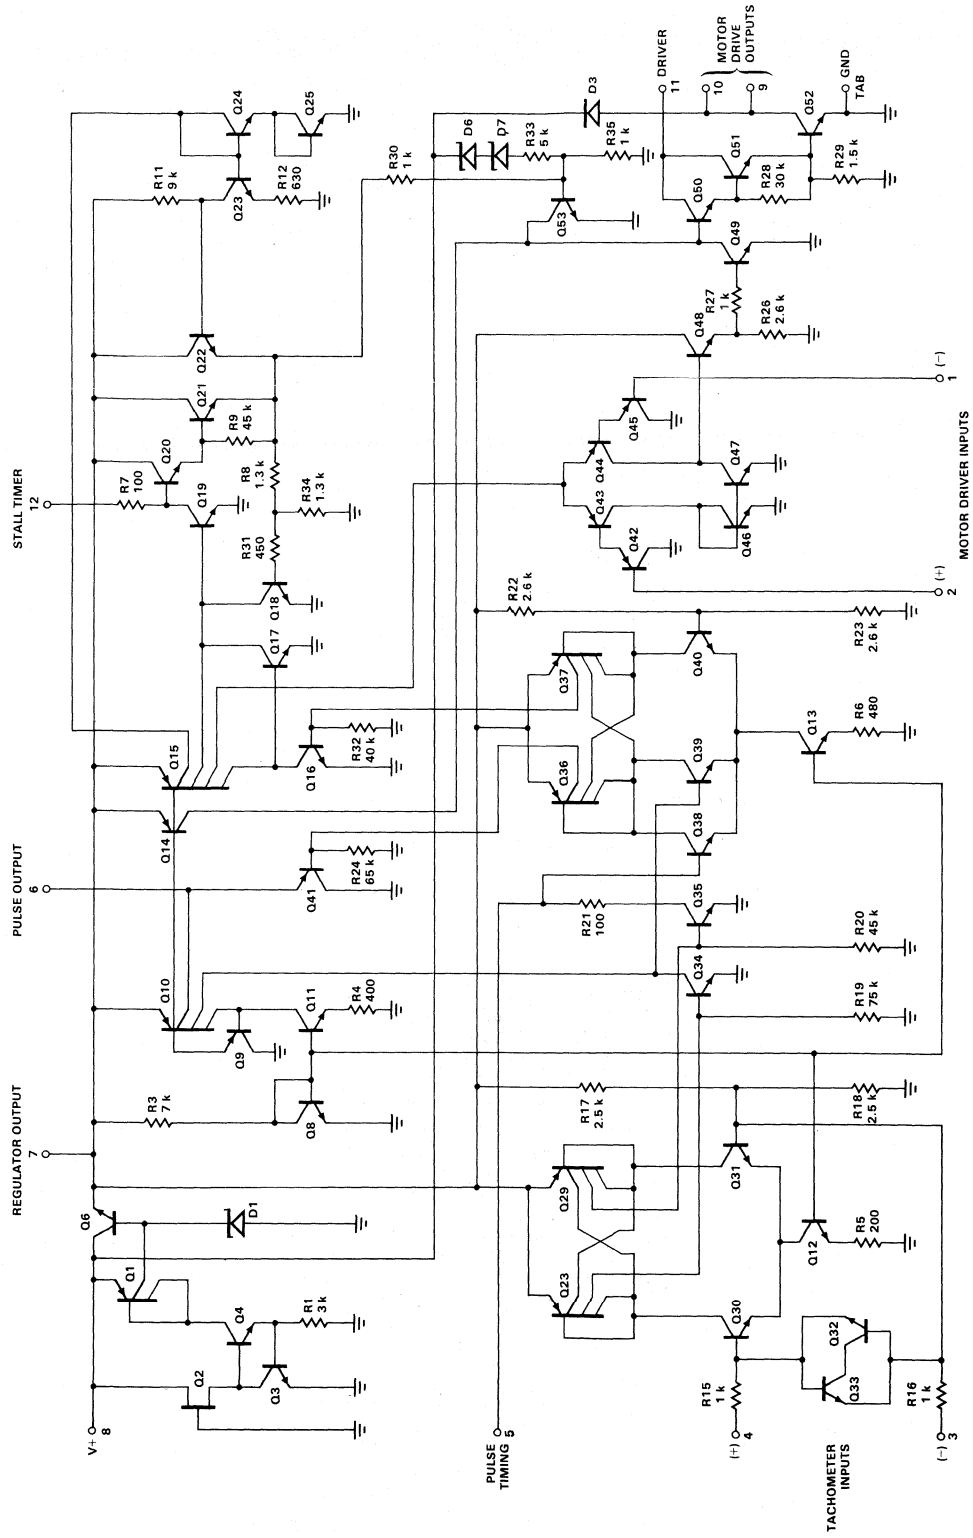 REGULATOR OUTPUT
PULSE OUTPUT
STALL TIMER
7
6
12
V+
8
Q6
Q1
Q2
Q4
Q3
R1
3 k
D1
R3
7 k
Q8
Q9
Q10
Q11
R4
400
Q14
Q15
Q41
R24
65 k
Q16
R32
40 k
Q17
Q18
R31
450
R34
1.3 k
R8
1.3 k
R9
45 k
R7
100
Q19
Q20
Q21
Q22
R11
9 k
Q23
R12
630
Q24
Q25
R30
1 k
D6
D7
R33
5 k
R35
1 k
Q53
D3
DRIVER
11
MOTOR
DRIVE
OUTPUTS
10
9
GND
TAB
PULSE
TIMING
5
Q23
Q29
R17
2.5 k
R18
2.5 k
Q30
Q31
Q12
R5
200
R15
1 k
R16
1 k
Q33
Q32
(+)
4
(−)
3
TACHOMETER
INPUTS
Q34
Q35
R19
75 k
R20
45 k
R21
100
Q36
Q37
Q38
Q39
Q40
R22
2.6 k
R23
2.6 k
Q13
R6
480
Q42
Q43
Q44
Q45
Q46
Q47
Q48
R27
1 k
R26
2.6 k
Q49
Q50
Q51
R28
30 k
R29
1.5 k
Q52
2
(+)
1
(−)
MOTOR DRIVER INPUTS